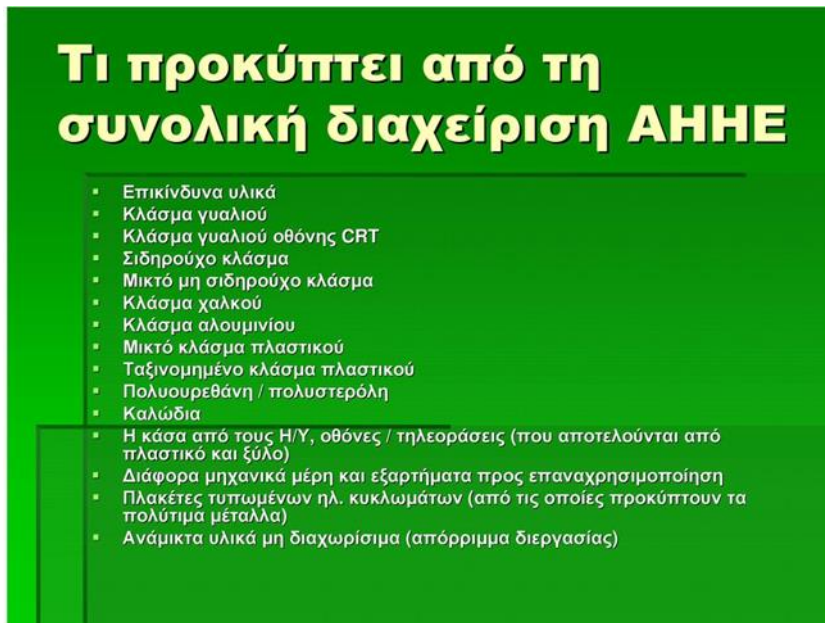 Τι προκύπτει από τη
συνολική διαχείριση ΑΗΗΕ
Επικίνδυνα υλικά
Κλάσμα γυαλιού
Κλάσμα γυαλιού οθόνης CRT
Σιδηρούχο κλάσμα
Μικτό μη σιδηρούχο κλάσμα
Κλάσμα χαλκού
Κλάσμα αλουμινίου
Μικτό κλάσμα πλαστικού
Ταξινομημένο κλάσμα πλαστικού
Πολυουρεθάνη / πολυστερόλη
Καλώδια
Η κάσα από τους Η/Υ, οθόνες / τηλεοράσεις (που αποτελούνται από
πλαστικό και ξύλο)
Διάφορα μηχανικά μέρη και εξαρτήματα προς επαναχρησιμοποίηση
Πλακέτες τυπωμένων ηλ. κυκλωμάτων (από τις οποίες προκύπτουν τα
πολύτιμα μέταλλα)
Ανάμικτα υλικά μη διαχωρίσιμα (απόρριμμα διεργασίας)